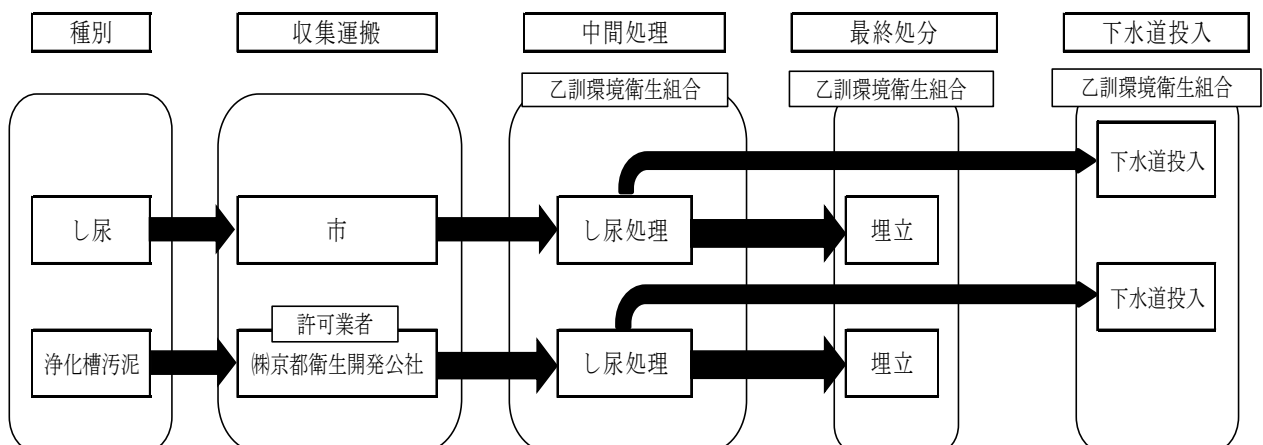 種別
収集運搬
中間処理
最終処分
下水道投入
乙訓環境衛生組合
乙訓環境衛生組合
乙訓環境衛生組合
下水道投入
し尿
市
し尿処理
埋立
下水道投入
許可業者
浄化槽汚泥
㈱京都衛生開発公社
し尿処理
埋立